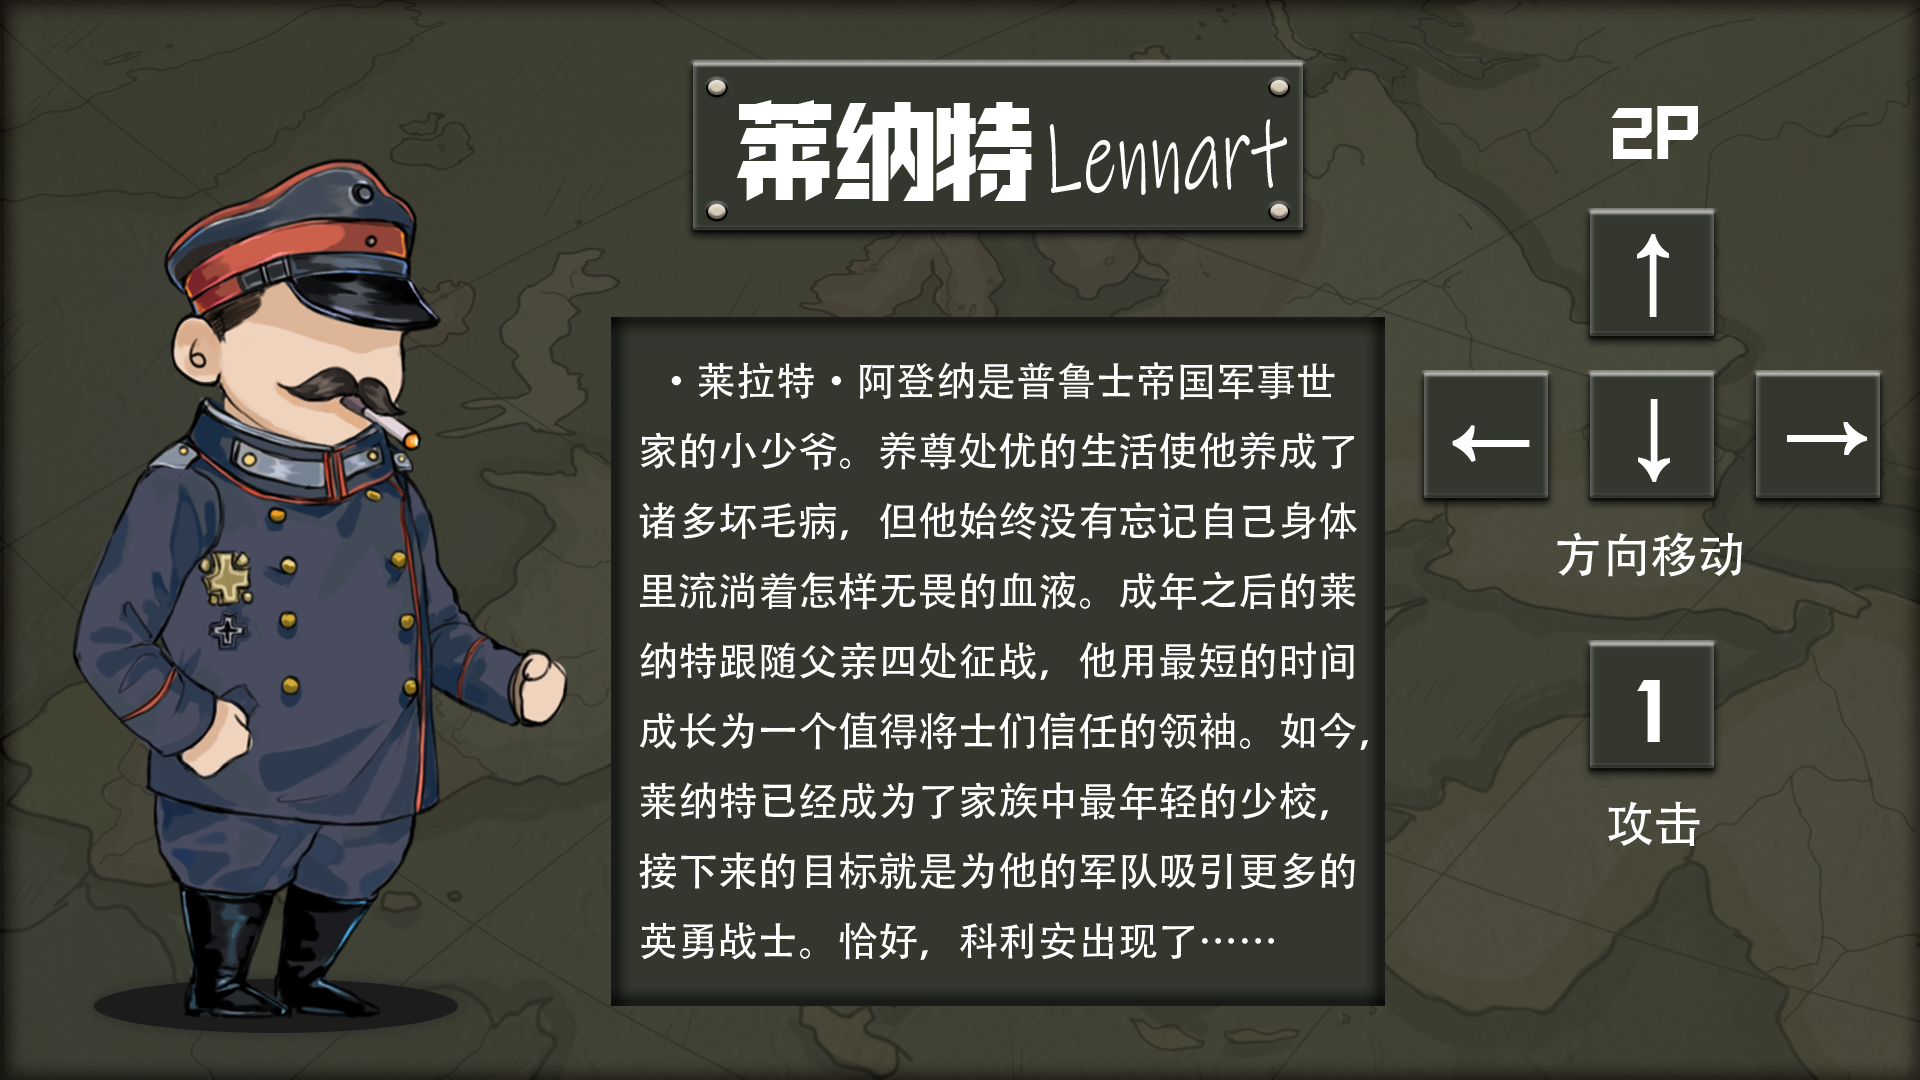 莱纳特 Lennart
·莱拉特·阿登纳是普鲁士帝国军事世
家的小少爷。养尊处优的生活使他养成了
诸多坏毛病，但他始终没有忘记自己身体
里流淌着怎样无畏的血液。成年之后的莱
纳特跟随父亲四处征战，他用最短的时间
成长为一个值得将士们信任的领袖。如今，
莱纳特已经成为了家族中最年轻的少校，
接下来的目标就是为他的军队吸引更多的
英勇战士。恰好，科利安出现了……
2P
↑
← ↓ →
方向移动
1
攻击